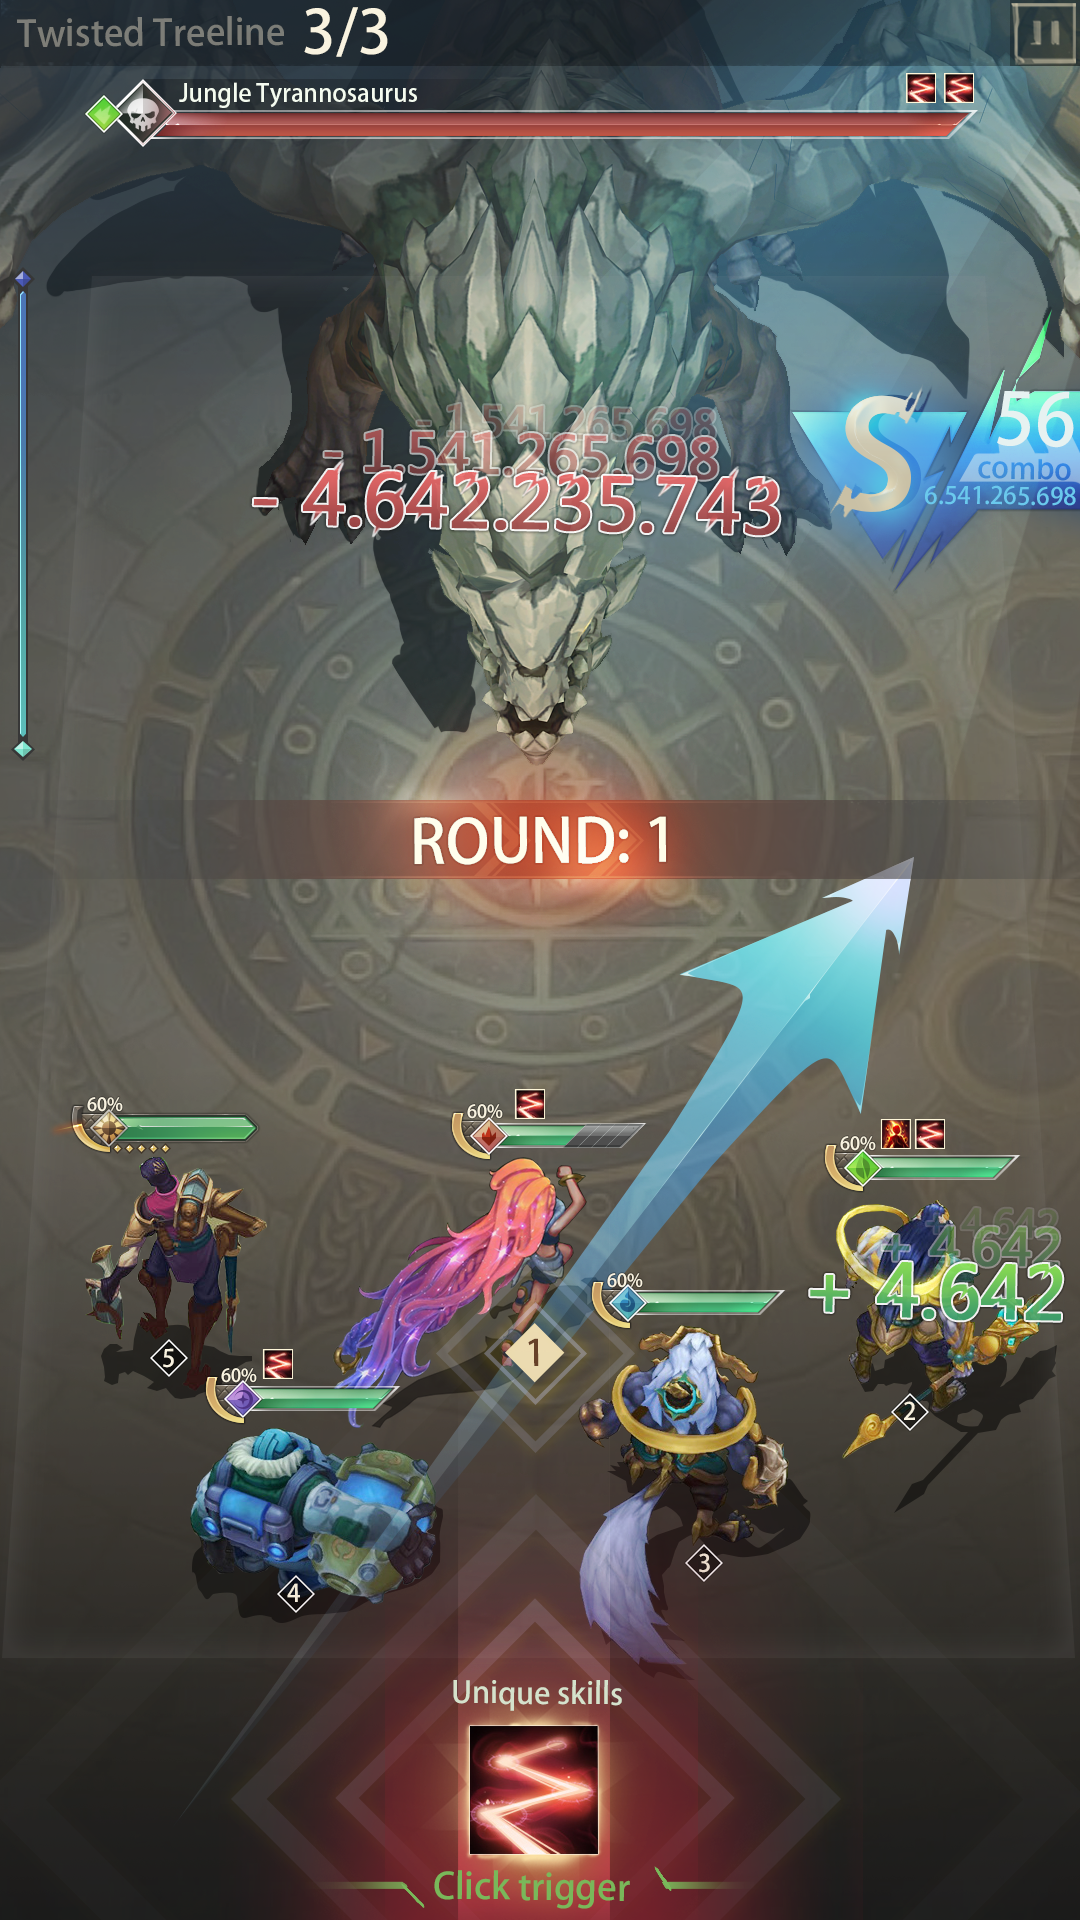 Twisted Treeline 3/3
Jungle Tyrannosaurus
- 1.541.265.698
- 1.541.265.698
- 4.642.235.743
S
56
combo
6.541.265.698
ROUND: 1
60%
60%
60%
+ 4.642
+ 4.642
+ 4.642
60%
1
5
60%
2
3
4
Unique skills
Click trigger